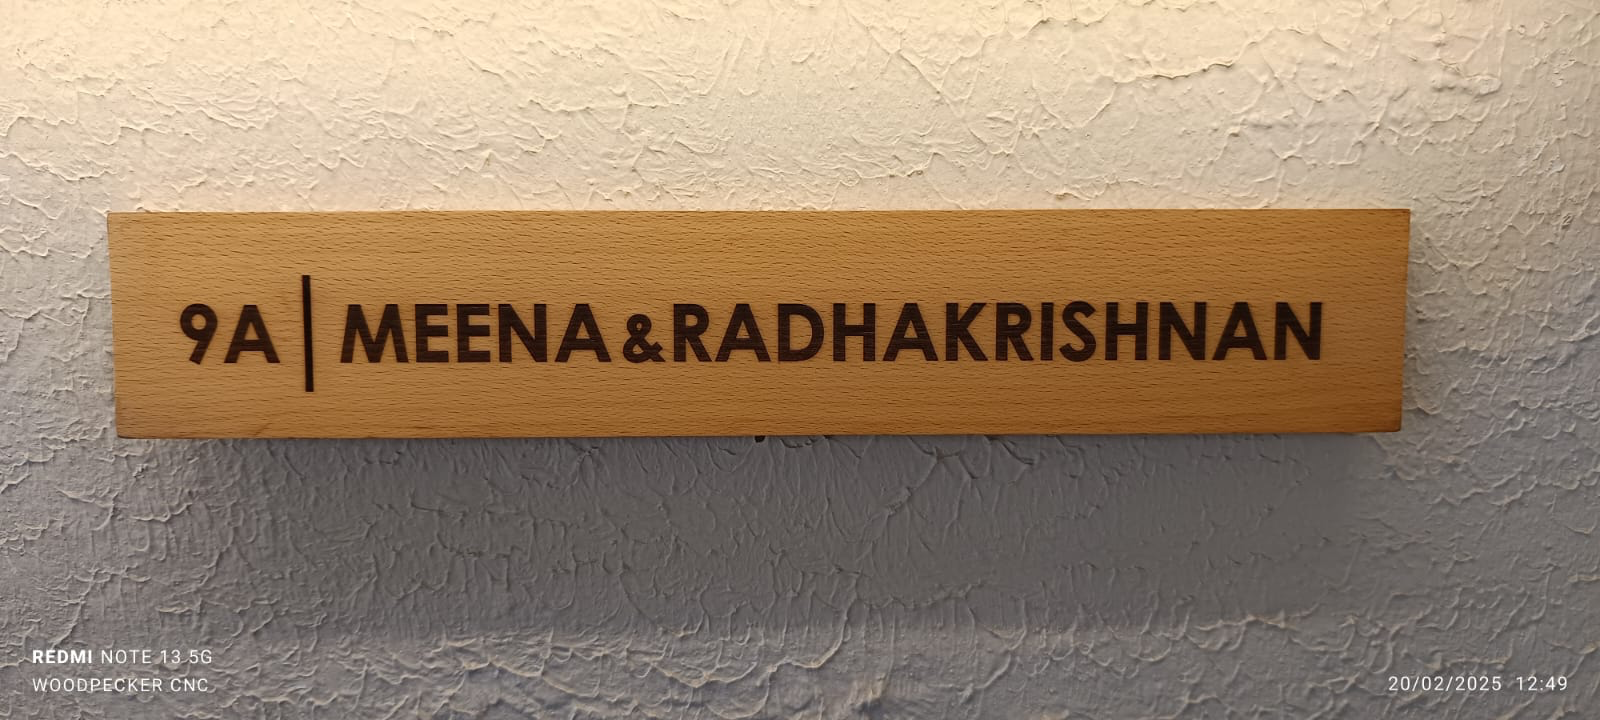 9A | MEENA & RADHAKRISHNAN
REDMI NOTE 13 5G
WOODPECKER CNC
20/02/2025 12:49